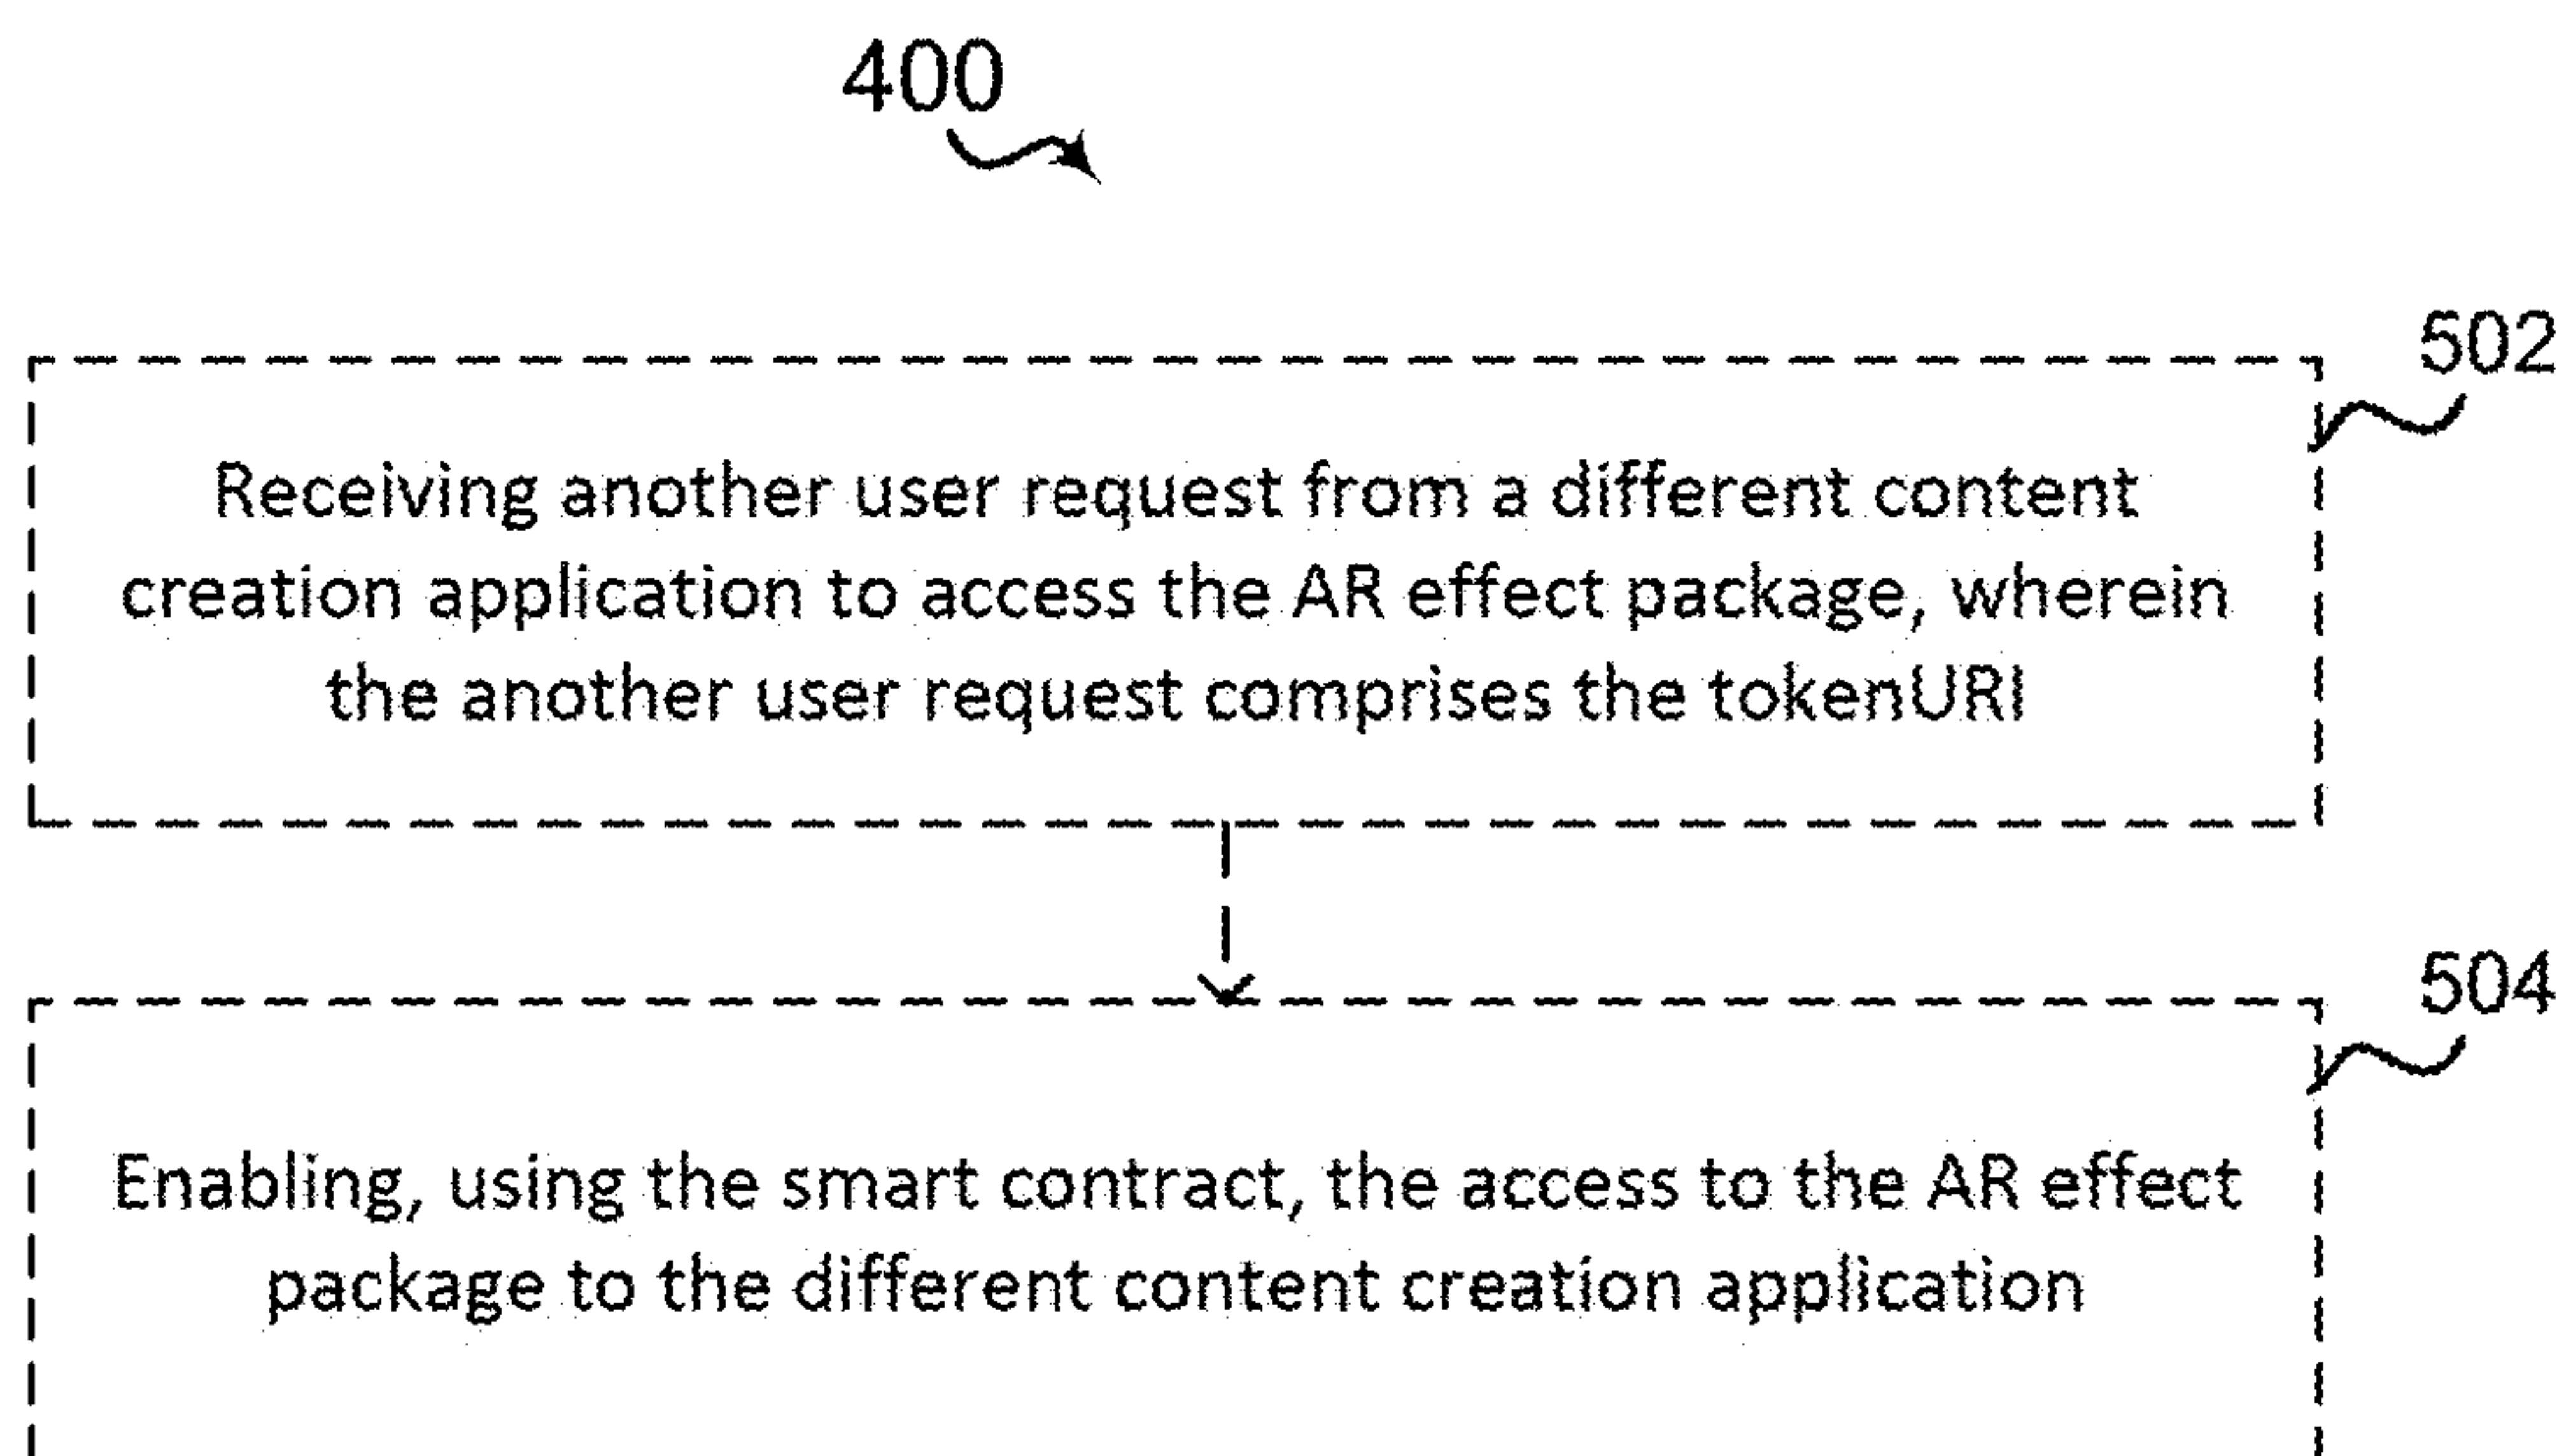 400
502
Receiving another user request from a different content
creation application to access the AR effect package, wherein
the another user request comprises the tokenURI
504
Enabling, using the smart contract, the access to the AR effect
package to the different content creation application